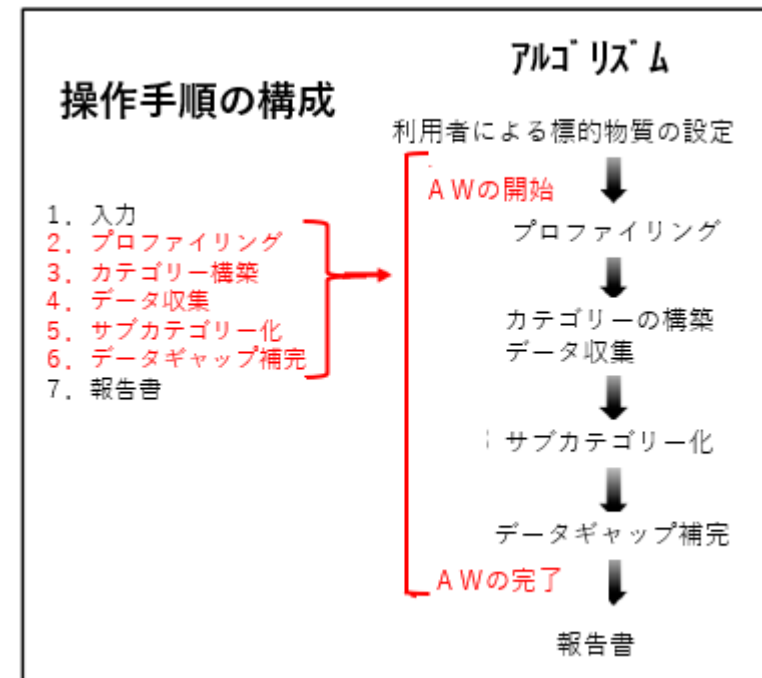 操作手順の構成
1．入力
2．プロファイリング
3．カテゴリー構築
4．データ収集
5．サブカテゴリー化
6．データギャップ補完
7．報告書
ｱﾙｺﾞﾘｽﾞﾑ
利用者による標的物質の設定
ＡＷの開始
プロファイリング
カテゴリーの構築
データ収集
サブカテゴリー化
データギャップ補完
ＡＷの完了
報告書